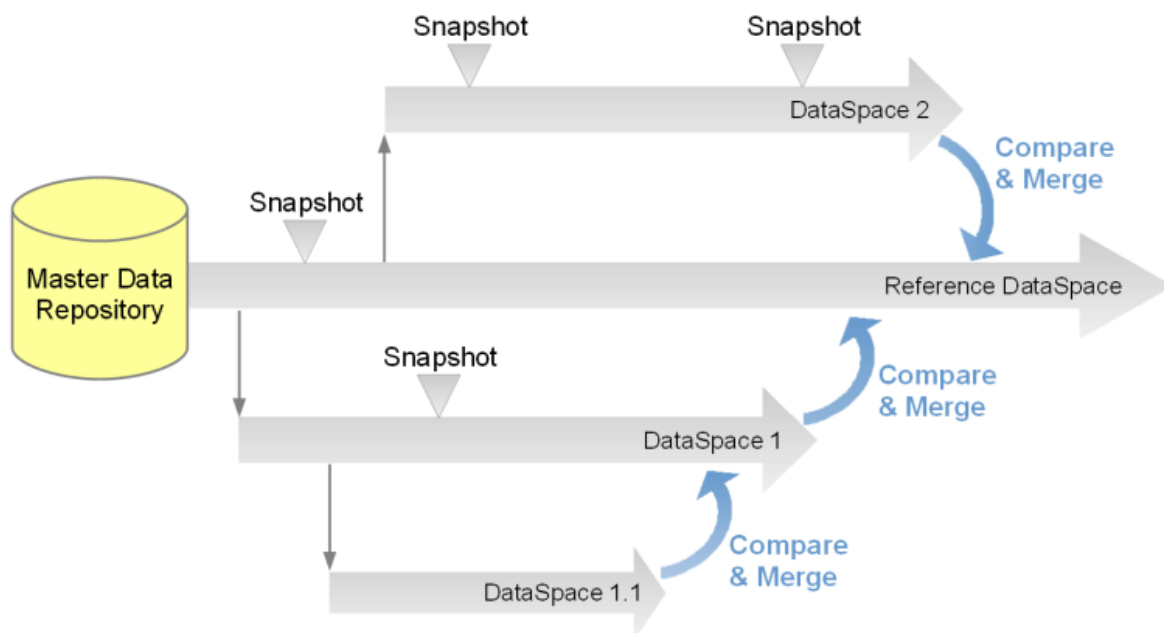 Snapshot
Snapshot
DataSpace 2
Compare
& Merge
Snapshot
Master Data
Repository
Reference DataSpace
Snapshot
Compare
& Merge
DataSpace 1
Compare
& Merge
DataSpace 1.1